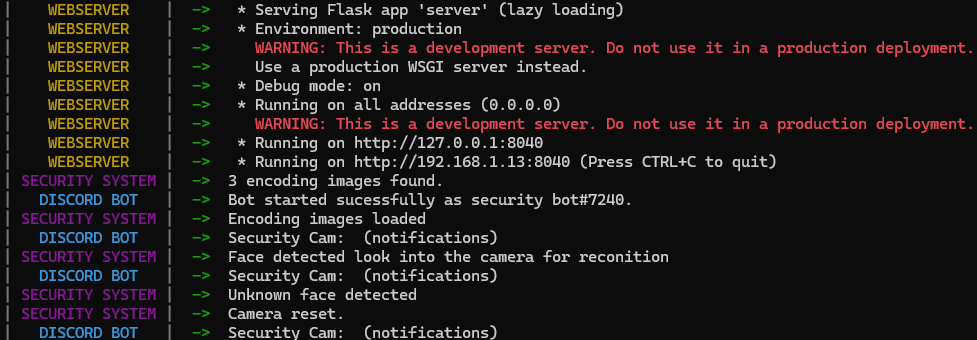 | WEBSERVER | -> * Serving Flask app 'server' (lazy loading)
| WEBSERVER | -> * Environment: production
| WEBSERVER | -> WARNING: This is a development server. Do not use it in a production deployment.
| WEBSERVER | -> Use a production WSGI server instead.
| WEBSERVER | -> * Debug mode: on
| WEBSERVER | -> * Running on all addresses (0.0.0.0)
| WEBSERVER | -> WARNING: This is a development server. Do not use it in a production deployment.
| WEBSERVER | -> * Running on http://127.0.0.1:8040
| WEBSERVER | -> * Running on http://192.168.1.13:8040 (Press CTRL+C to quit)
| SECURITY SYSTEM | -> 3 encoding images found.
| DISCORD BOT | -> Bot started sucessfully as security bot#7240.
| SECURITY SYSTEM | -> Encoding images loaded
| DISCORD BOT | -> Security Cam: (notifications)
| SECURITY SYSTEM | -> Face detected look into the camera for reconition
| DISCORD BOT | -> Security Cam: (notifications)
| SECURITY SYSTEM | -> Unknown face detected
| SECURITY SYSTEM | -> Camera reset.
| DISCORD BOT | -> Security Cam: (notifications)